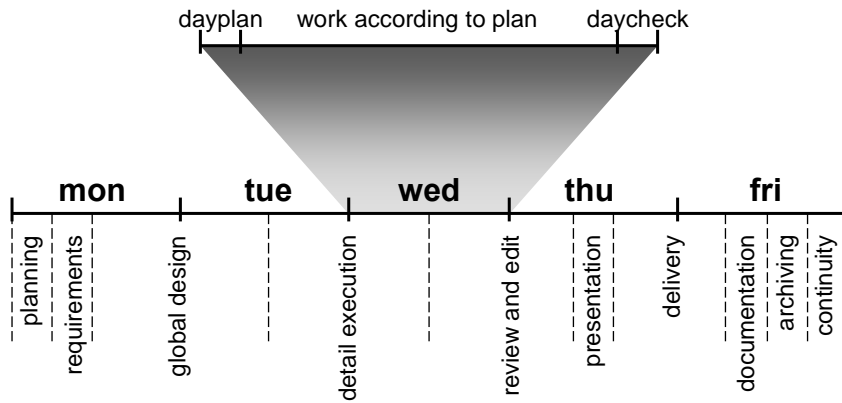 dayplan work according to plan daycheck
mon tue wed thu fri
planning
requirements
global design
detail execution
review and edit
presentation
delivery
documentation
archiving
continuity